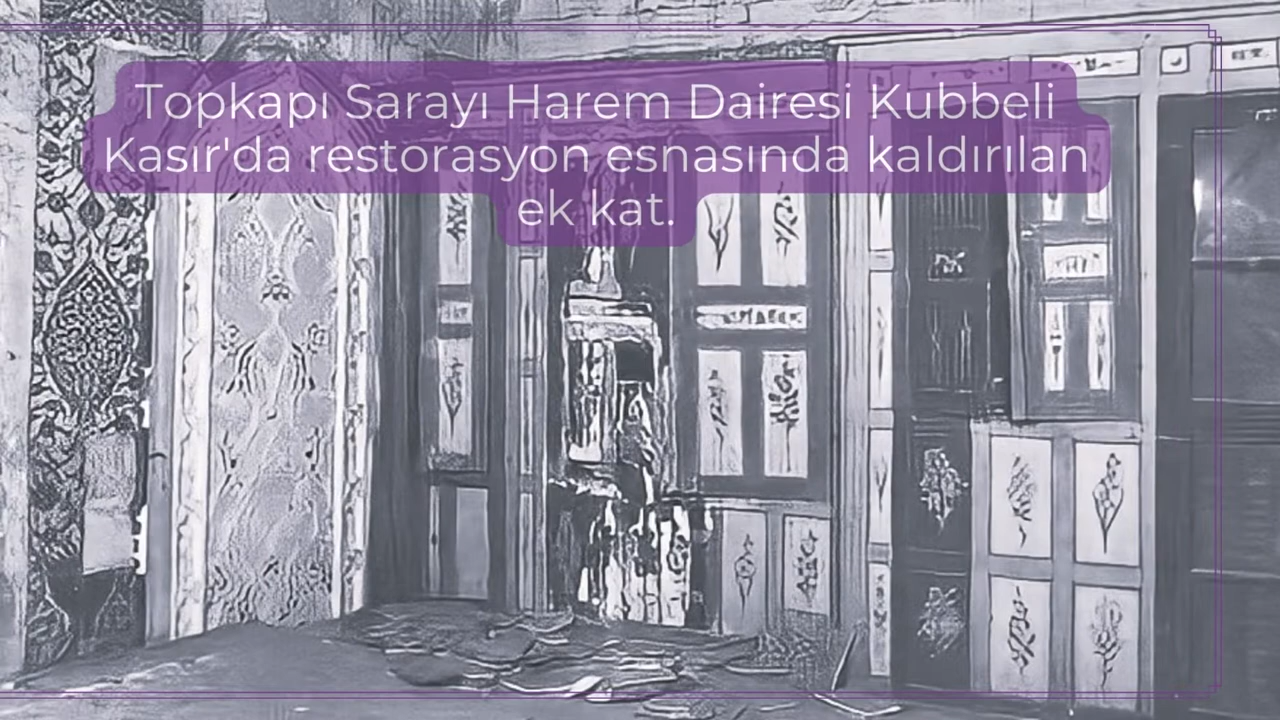 Topkapı Sarayı Harem Dairesi Kubbeli
Kasır'da restorasyon esnasında kaldırılan
ek kat.